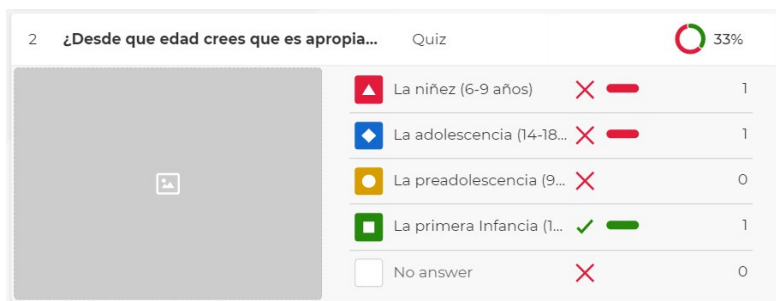 2 ¿Desde que edad crees que es apropia... Quiz 33%
La niñez (6-9 años) 1
La adolescencia (14-18... 1
La preadolescencia (9... 0
La primera Infancia (1... 1
No answer 0